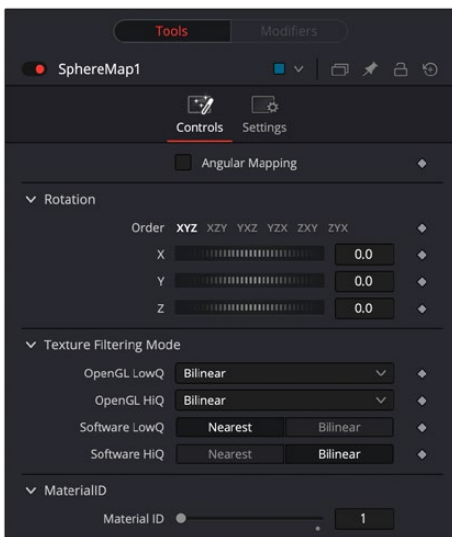 Tools Modifiers
SphereMap1
Controls Settings
Angular Mapping
Rotation
Order XYZ XZY YXZ YZX ZXY ZYX
X 0.0
Y 0.0
Z 0.0
Texture Filtering Mode
OpenGL LowQ Bilinear
OpenGL HiQ Bilinear
Software LowQ Nearest Bilinear
Software HiQ Nearest Bilinear
MaterialID
Material ID 1